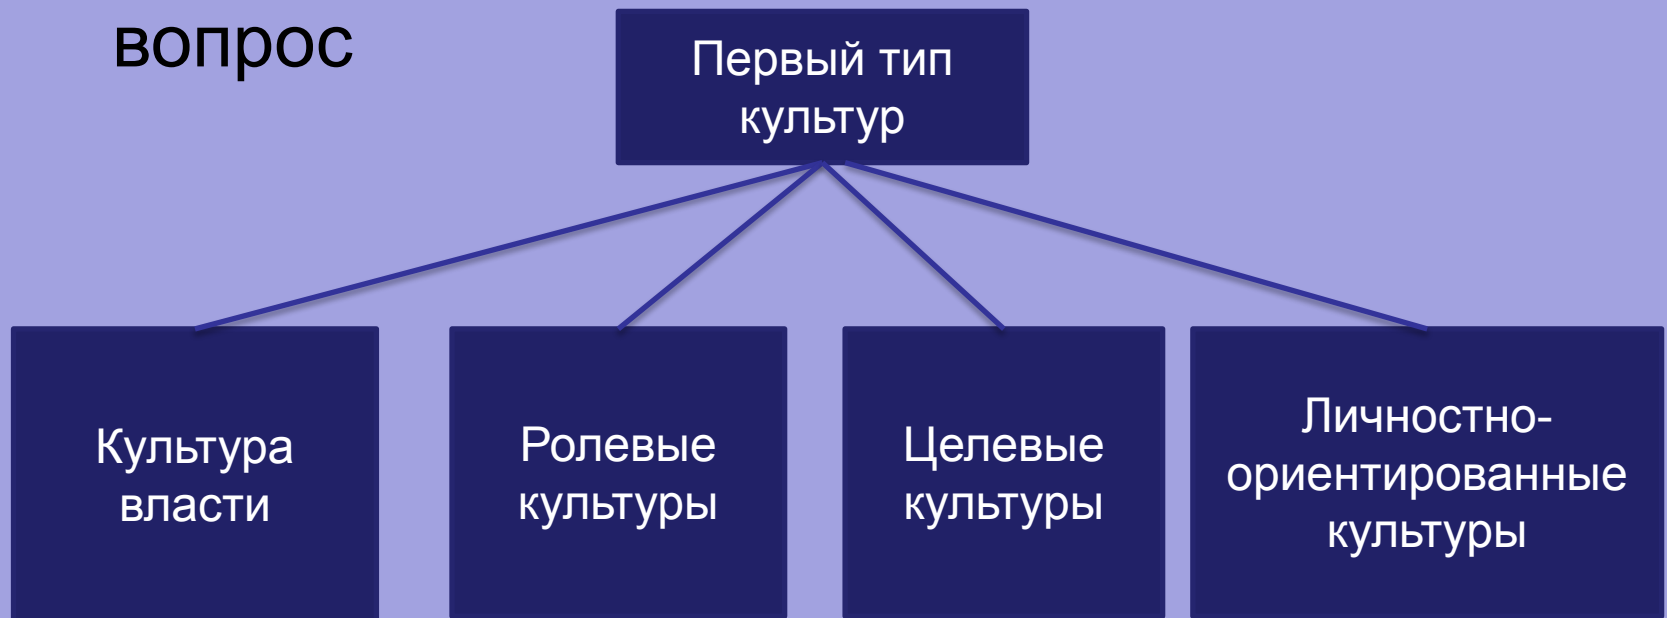 вопрос
Первый тип
культур
Культура
власти
Ролевые
культуры
Целевые
культуры
Личностно-
ориентированные
культуры